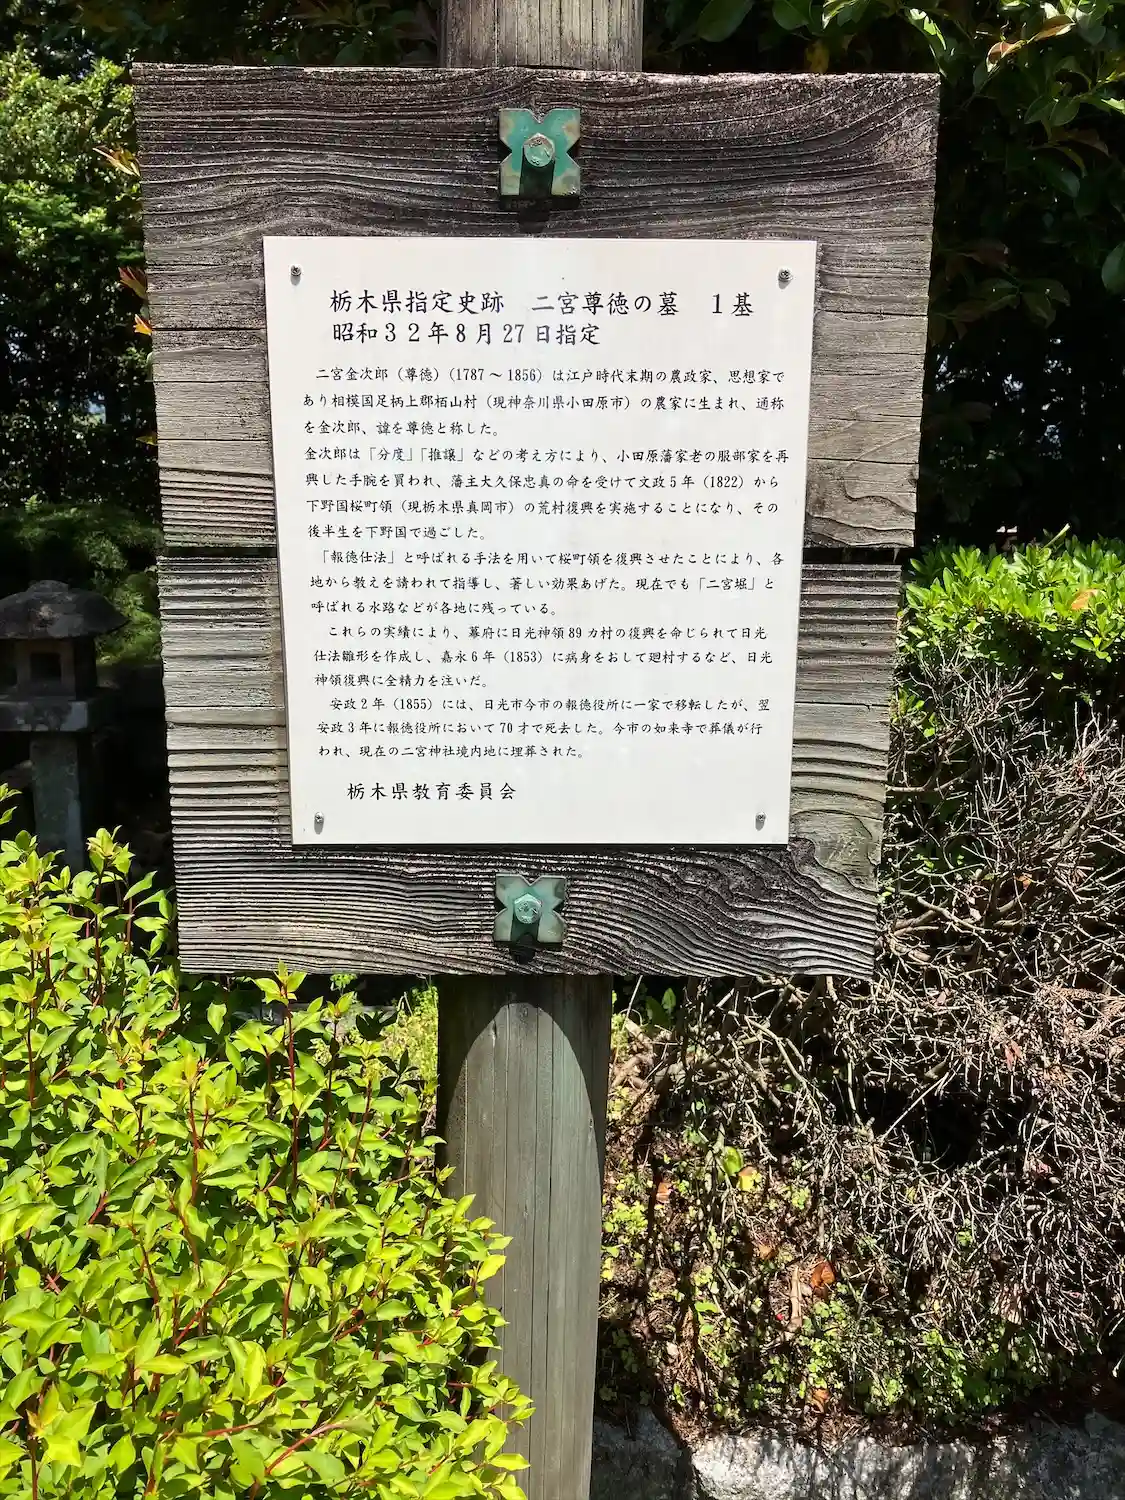 栃木県指定史跡　二宮尊徳の墓　1基
昭和32年8月27日指定
二宮金次郎（尊徳）（1787～1856）は江戸時代末期の農政家、思想家で
あり相模国足柄上郡栢山村（現神奈川県小田原市）の農家に生まれ、通称
を金次郎、諱を尊徳と称した。
金次郎は「分度」「推譲」などの考え方により、小田原藩家老の服部家を再
興した手腕を買われ、藩主大久保忠真の命を受けて文政5年（1822）から
下野国桜町領（現栃木県真岡市）の荒村復興を実施することになり、その
後半生を下野国で過ごした。
「報徳仕法」と呼ばれる手法を用いて桜町領を復興させたことにより、各
地から教えを請われて指導し、著しい効果あげた。現在でも「二宮堀」と
呼ばれる水路などが各地に残っている。
これらの実績により、幕府に日光神領89カ村の復興を命じられて日光
仕法雛形を作成し、嘉永6年（1853）に病身をおして廻村するなど、日光
神領復興に全精力を注いだ。
安政2年（1855）には、日光市今市の報徳役所に一家で移転したが、翌
安政3年に報徳役所において70才で死去した。今市の如来寺で葬儀が行
われ、現在の二宮神社境内地に埋葬された。
栃木県教育委員会